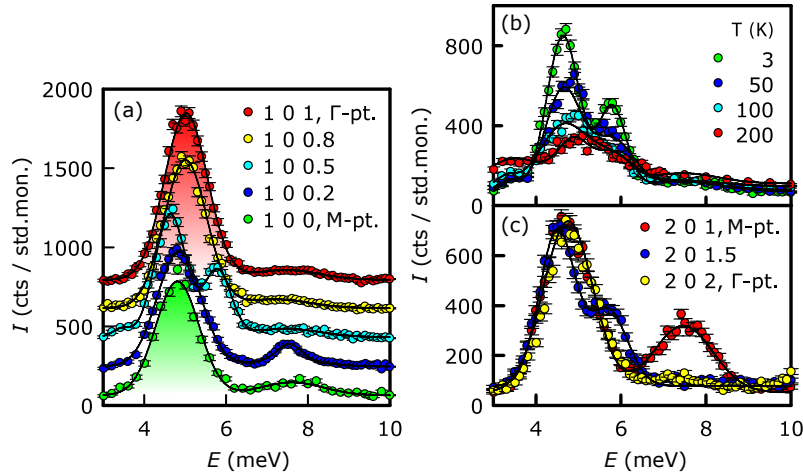 (a)
1 0 1, Γ-pt.
1 0 0.8
1 0 0.5
1 0 0.2
1 0 0, M-pt.
2000
1500
1000
500
0
I (cts / std.mon.)
4 6 8 10
E (meV)
(b)
T (K)
3
50
100
200
800
400
0
I (cts / std.mon.)
(c)
2 0 1, M-pt.
2 0 1.5
2 0 2, Γ-pt.
600
400
200
0
4 6 8 10
E (meV)